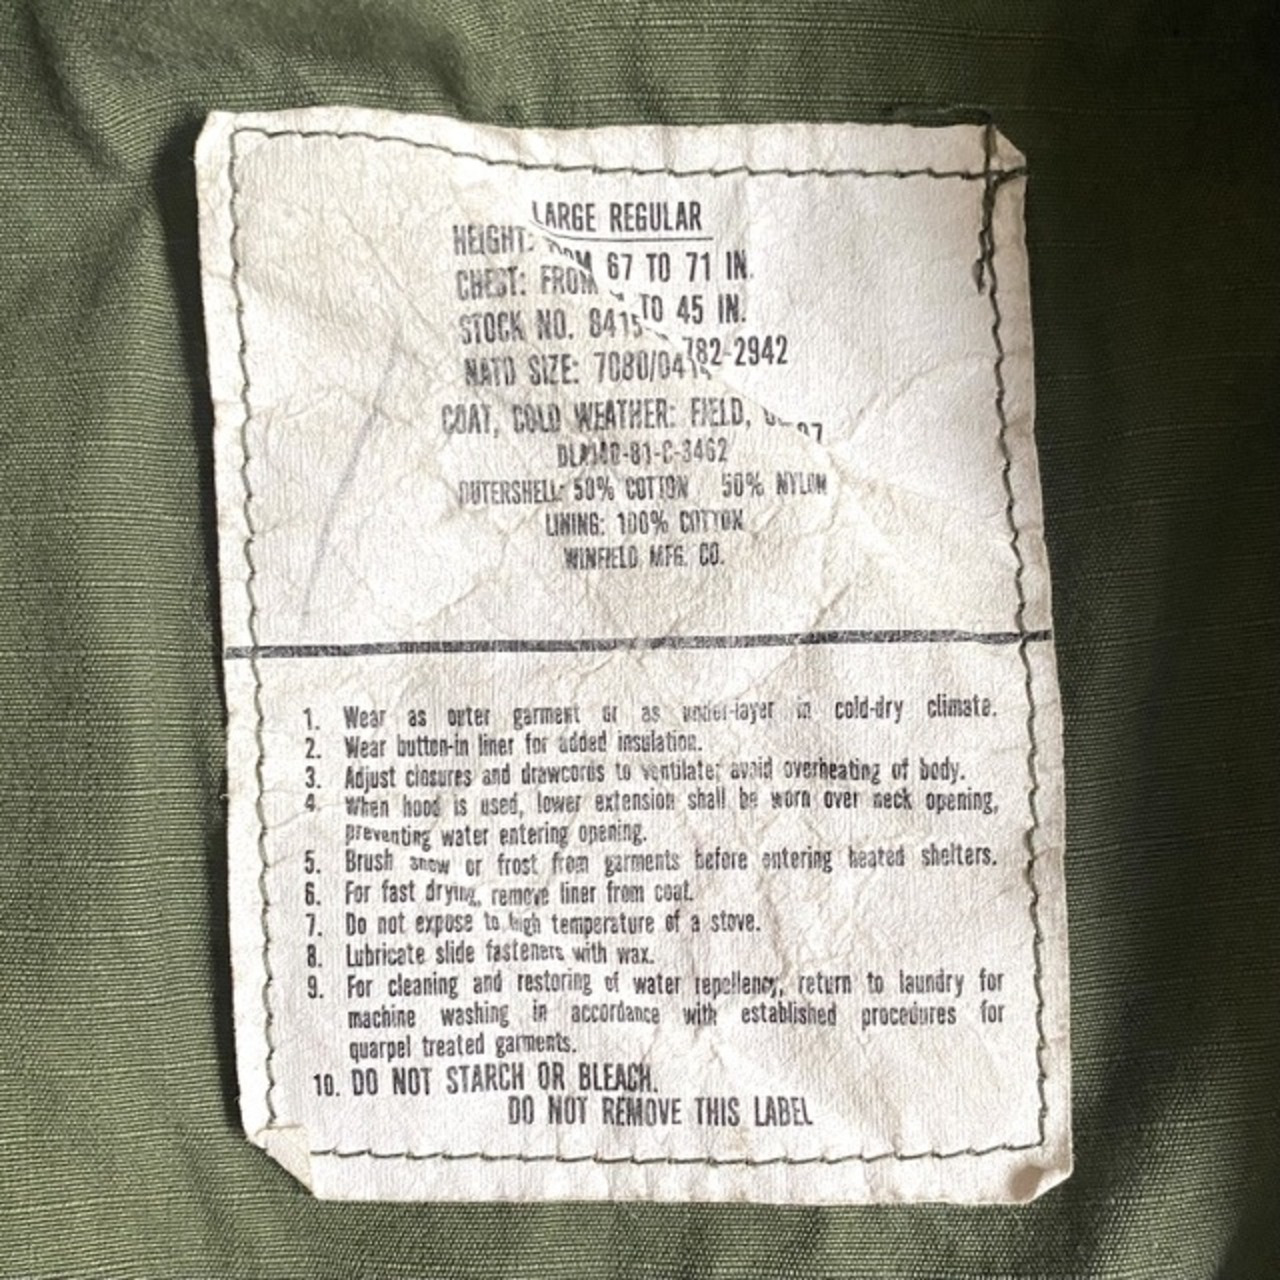 LARGE REGULAR
HEIGHT: FROM 67 TO 71 IN.
CHEST: FROM TO 45 IN.
STOCK NO. 8415 782-2942
NATO SIZE: 7080/041
COAT, COLD WEATHER: FIELD,
DLA100-81-C-3462
OUTERSHELL: 50% COTTON 50% NYLON
LINING: 100% COTTON
WINFIELD MFG. CO.
1. Wear as outer garment or as under-layer in cold-dry climate.
2. Wear button-in liner for added insulation.
3. Adjust closures and drawcords to ventilate; avoid overheating of body.
4. When hood is used, lower extension shall be worn over neck opening,
preventing water entering opening.
5. Brush snow or frost from garments before entering heated shelters.
6. For fast drying, remove liner from coat.
7. Do not expose to high temperature of a stove.
8. Lubricate slide fasteners with wax.
9. For cleaning and restoring of water repellency, return to laundry for
machine washing in accordance with established procedures for
quarpel treated garments.
10. DO NOT STARCH OR BLEACH.
DO NOT REMOVE THIS LABEL